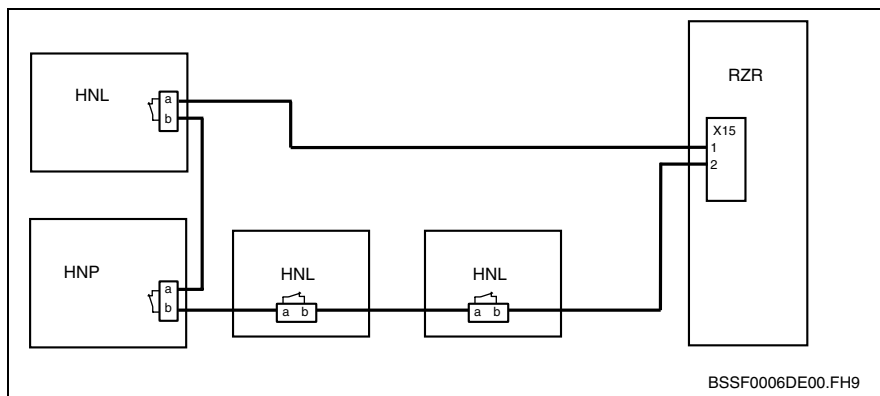 HNL
a
b
RZR
X15
1
2
HNP
a
b
HNL
a b
HNL
a b
BSSF0006DE00.FH9